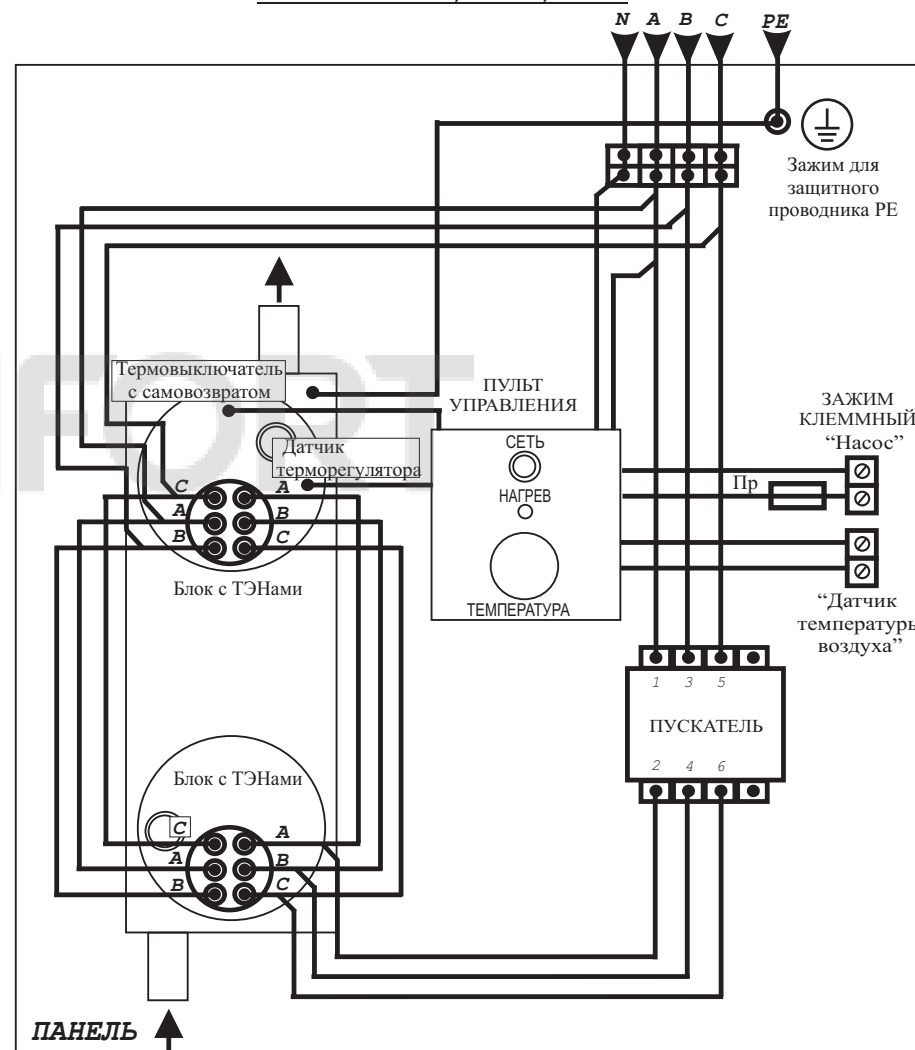 N A B C PE
Зажим для
защитного
проводника РЕ
Термовыключатель
с самовозвратом
Датчик
терморегулятора
ПУЛЬТ
УПРАВЛЕНИЯ
СЕТЬ
НАГРЕВ
ТЕМПЕРАТУРА
ЗАЖИМ
КЛЕММНЫЙ
“Насос”
Пр
“Датчик
температуры
воздуха”
C A
A B
B C
Блок с ТЭНами
1 3 5
ПУСКАТЕЛЬ
2 4 6
Блок с ТЭНами
C A
A B
B C
ПАНЕЛЬ